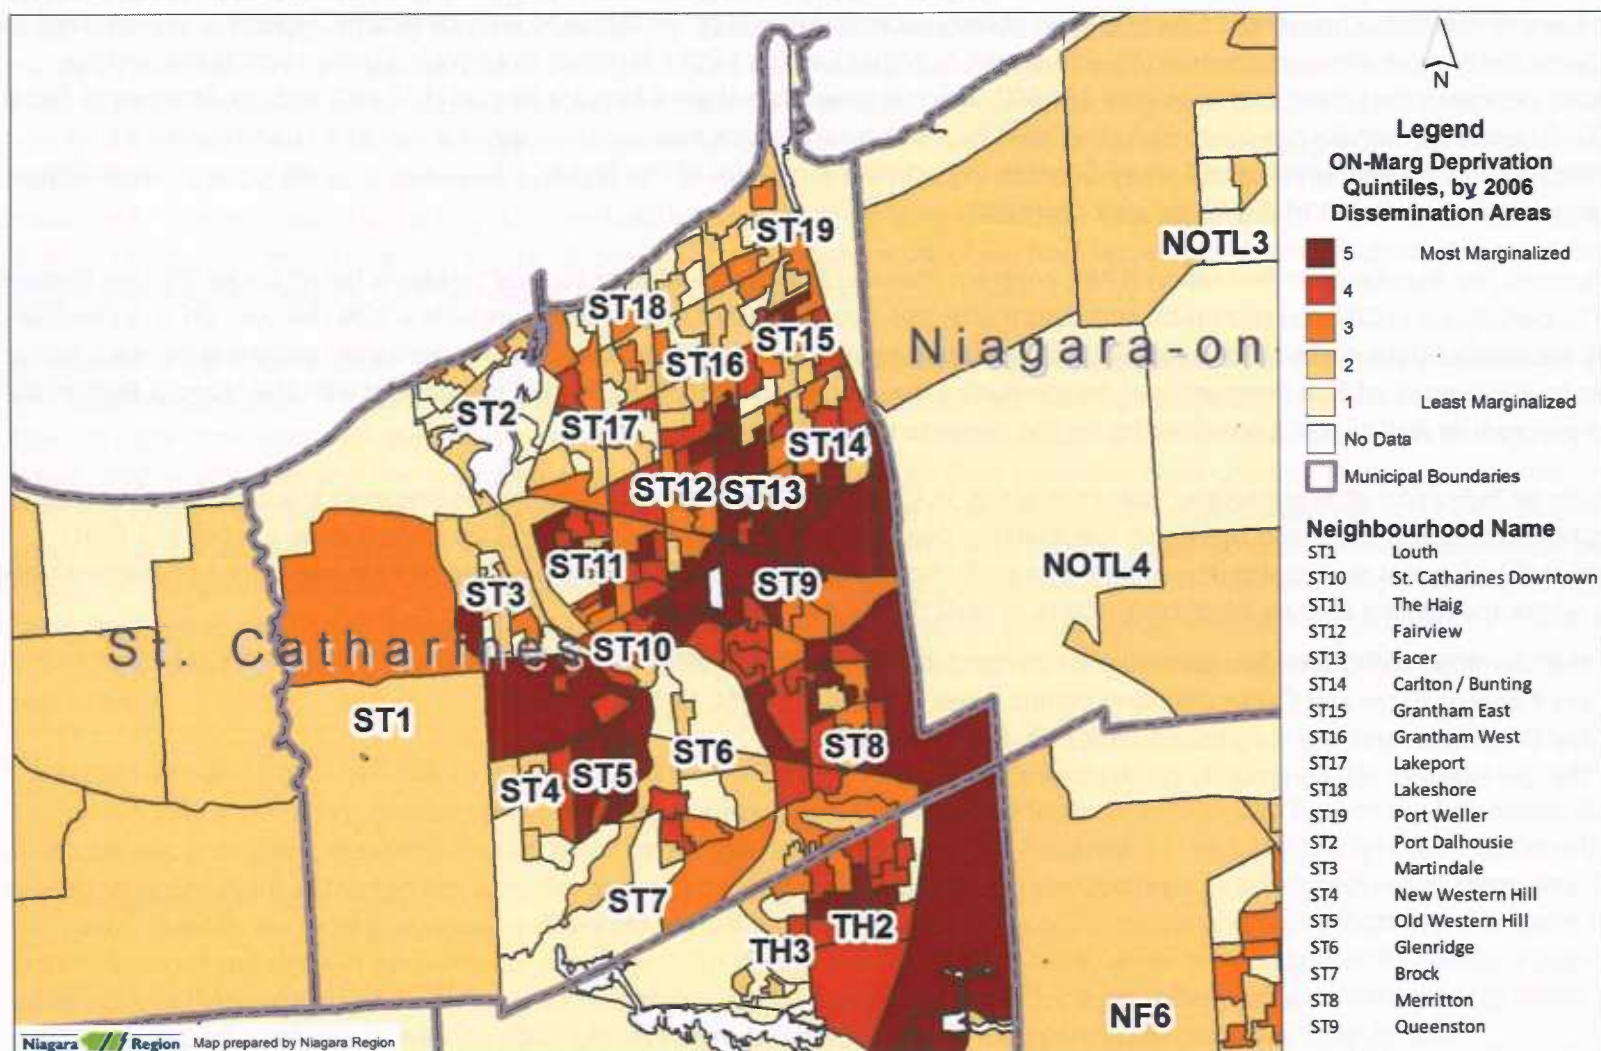 ST19
NOTL3
ST18
ST15
Niagara-on
ST16
ST2
ST17
ST14
ST12
ST13
ST11
NOTL4
ST9
ST3
ST10
St. Catharines
ST1
ST6
ST8
ST4
ST5
ST7
TH2
TH3
NF6
Niagara Region Map prepared by Niagara Region
N
Legend
ON-Marg Deprivation
Quintiles, by 2006
Dissemination Areas
5 Most Marginalized
4
3
2
1 Least Marginalized
No Data
Municipal Boundaries
Neighbourhood Name
ST1 Louth
ST10 St. Catharines Downtown
ST11 The Haig
ST12 Fairview
ST13 Facer
ST14 Carlton / Bunting
ST15 Grantham East
ST16 Grantham West
ST17 Lakeport
ST18 Lakeshore
ST19 Port Weller
ST2 Port Dalhousie
ST3 Martindale
ST4 New Western Hill
ST5 Old Western Hill
ST6 Glenridge
ST7 Brock
ST8 Merritton
ST9 Queenston